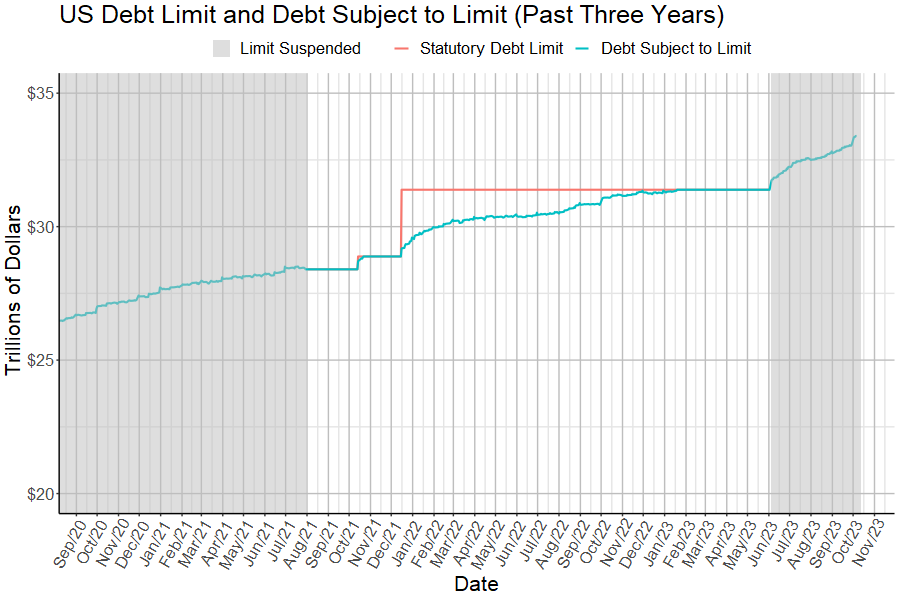 US Debt Limit and Debt Subject to Limit (Past Three Years)
Limit Suspended Statutory Debt Limit Debt Subject to Limit
Trillions of Dollars
$35
$30
$25
$20
Sep/20 Oct/20 Nov/20 Dec/20 Jan/21 Feb/21 Mar/21 Apr/21 May/21 Jun/21 Jul/21 Aug/21 Sep/21 Oct/21 Nov/21 Dec/21 Jan/22 Feb/22 Mar/22 Apr/22 May/22 Jun/22 Jul/22 Aug/22 Sep/22 Oct/22 Nov/22 Dec/22 Jan/23 Feb/23 Mar/23 Apr/23 May/23 Jun/23 Jul/23 Aug/23 Sep/23 Oct/23 Nov/23
Date